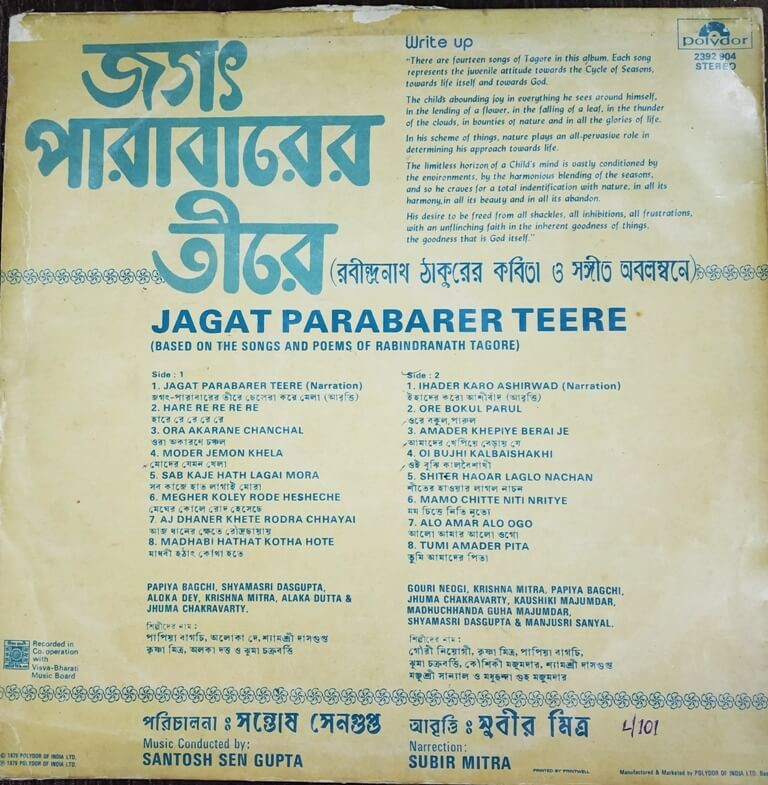 জগৎ
পারাবারের
তীরে
Polydor
2392 904
STEREO
Write up
"There are fourteen songs of Tagore in this album. Each song
represents the juvenile attitude towards the Cycle of Seasons,
towards life itself and towards God.
The childs abounding joy in everything he sees around himself,
in the lending of a flower, in the falling of a leaf, in the thunder
of the clouds, in bounties of nature and in all the glories of life.
In his scheme of things, nature plays an all-pervasive role in
determining his approach towards life.
The limitless horizon of a Child's mind is vastly conditioned by
the environments, by the harmonious blending of the seasons,
and so he craves for a total indentification with nature, in all its
harmony,in all its beauty and in all its abandon.
His desire to be freed from all shackles, all inhibitions, all frustrations,
with an unflinching faith in the inherent goodness of things,
the goodness that is God itself."
(রবীন্দ্রনাথ ঠাকুরের কবিতা ও সঙ্গীত অবলম্বনে)
JAGAT PARABARER TEERE
(BASED ON THE SONGS AND POEMS OF RABINDRANATH TAGORE)
Side : 1
1. JAGAT PARABARER TEERE (Narration)
জগৎ-পারাবারের তীরে ছেলেরা করে মেলা (আবৃত্তি)
2. HARE RE RE RE RE
হারে রে রে রে রে
3. ORA AKARANE CHANCHAL
ওরা অকারণে চঞ্চল
4. MODER JEMON KHELA
মোদের যেমন খেলা
5. SAB KAJE HATH LAGAI MORA
সব কাজে হাত লাগাই মোরা
6. MEGHER KOLEY RODE HESHECHE
মেঘের কোলে রোদ হেসেছে
7. AJ DHANER KHETE RODRA CHHAYAI
আজ ধানের ক্ষেতে রৌদ্রছায়ায়
8. MADHABI HATHAT KOTHA HOTE
মাধবী হঠাৎ কোথা হতে
PAPIYA BAGCHI, SHYAMASRI DASGUPTA,
ALOKA DEY, KRISHNA MITRA, ALAKA DUTTA &
JHUMA CHAKRAVARTY.
শিল্পীদের নাম :
পাপিয়া বাগচি, অলোকা দে, শ্যামশ্রী দাসগুপ্ত
কৃষ্ণা মিত্র, অলকা দত্ত ও ঝুমা চক্রবর্ত্তি
Side : 2
1. IHADER KARO ASHIRWAD (Narration)
ইহাদের করো আশীর্বাদ (আবৃত্তি)
2. ORE BOKUL PARUL
ওরে বকুল, পারুল
3. AMADER KHEPIYE BERAI JE
আমাদের খেপিয়ে বেড়ায় যে
4. OI BUJHI KALBAISHAKHI
ওই বুঝি কালবৈশাখী
5. SHITER HAOAR LAGLO NACHAN
শীতের হাওয়ার লাগল নাচন
6. MAMO CHITTE NITI NRITYE
মম চিত্তে নিতি নৃত্যে
7. ALO AMAR ALO OGO
আলো আমার আলো ওগো
8. TUMI AMADER PITA
তুমি আমাদের পিতা
GOURI NEOGI, KRISHNA MITRA, PAPIYA BAGCHI,
JHUMA CHAKRAVARTY, KAUSHIKI MAJUMDAR,
MADHUCHHANDA GUHA MAJUMDAR,
SHYAMASRI DASGUPTA & MANJUSRI SANYAL.
শিল্পীদের নাম :
গৌরী নিয়োগী, কৃষ্ণা মিত্র, পাপিয়া বাগচি,
ঝুমা চক্রবর্ত্তি, কৌশিকী মজুমদার, শ্যামশ্রী দাসগুপ্ত
মঞ্জুশ্রী সান্যাল ও মধুছন্দা গুহ মজুমদার
Recorded in
Co.operation
with
Visva-Bharati
Music Board
পরিচালনা : সন্তোষ সেনগুপ্ত
Music Conducted by:
SANTOSH SEN GUPTA
আবৃত্তি : সুবীর মিত্র
Narrection:
SUBIR MITRA
4/101
© 1979 POLYDOR OF INDIA LTD.
℗ 1979 POLYDOR OF INDIA LTD.
PRINTED BY PRINTWELL
Manufactured & Marketed by POLYDOR OF INDIA LTD.